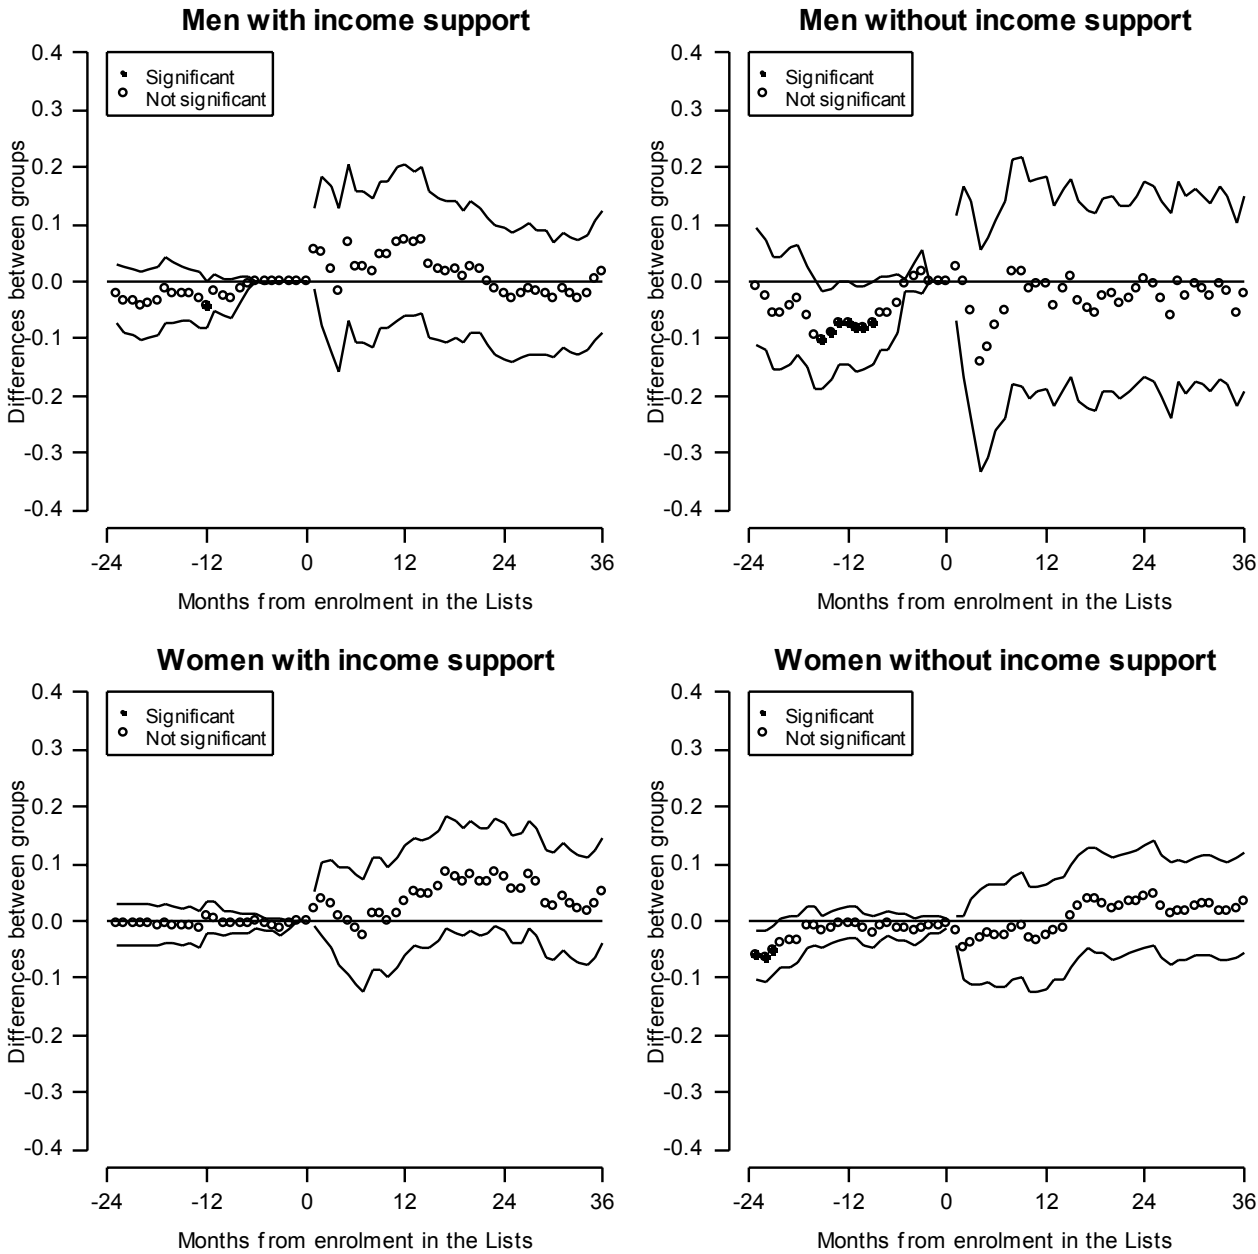 Men with income support
Men without income support
0.4
0.3
0.2
0.1
0.0
-0.1
-0.2
-0.3
-0.4
Differences between groups
Significant
Not significant
-24 -12 0 12 24 36
Months from enrolment in the Lists
0.4
0.3
0.2
0.1
0.0
-0.1
-0.2
-0.3
-0.4
Differences between groups
Significant
Not significant
-24 -12 0 12 24 36
Months from enrolment in the Lists
Women with income support
Women without income support
0.4
0.3
0.2
0.1
0.0
-0.1
-0.2
-0.3
-0.4
Differences between groups
Significant
Not significant
-24 -12 0 12 24 36
Months from enrolment in the Lists
0.4
0.3
0.2
0.1
0.0
-0.1
-0.2
-0.3
-0.4
Differences between groups
Significant
Not significant
-24 -12 0 12 24 36
Months from enrolment in the Lists